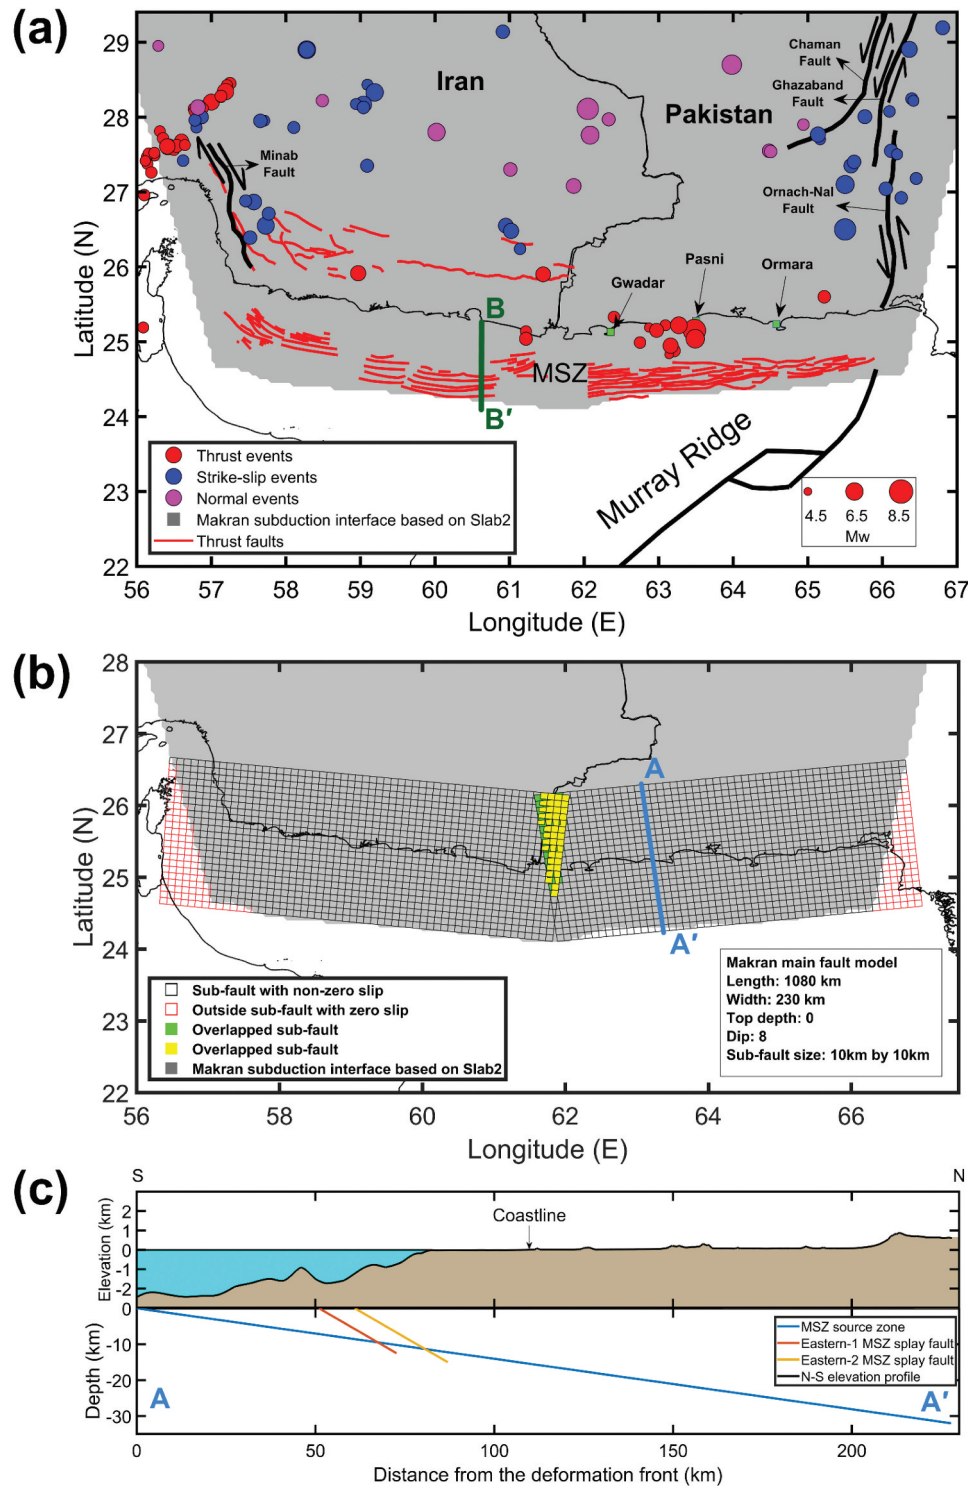 (a)
29
28
27
26
25
24
23
22
Latitude (N)
Iran
Pakistan
Chaman
Fault
Ghazaband
Fault
Minab
Fault
Ornach-Nal
Fault
Pasni
Ormara
Gwadar
B
MSZ
B′
Murray Ridge
Thrust events
Strike-slip events
Normal events
Makran subduction interface based on Slab2
Thrust faults
4.5 6.5 8.5
Mw
56 57 58 59 60 61 62 63 64 65 66 67
Longitude (E)
(b)
28
27
26
25
24
23
22
Latitude (N)
A
A′
Sub-fault with non-zero slip
Outside sub-fault with zero slip
Overlapped sub-fault
Overlapped sub-fault
Makran subduction interface based on Slab2
Makran main fault model
Length: 1080 km
Width: 230 km
Top depth: 0
Dip: 8
Sub-fault size: 10km by 10km
56 58 60 62 64 66
Longitude (E)
(c)
S N
Elevation (km)
2
1
0
-1
-2
Coastline
Depth (km)
0
-10
-20
-30
MSZ source zone
Eastern-1 MSZ splay fault
Eastern-2 MSZ splay fault
N-S elevation profile
A A′
0 50 100 150 200
Distance from the deformation front (km)